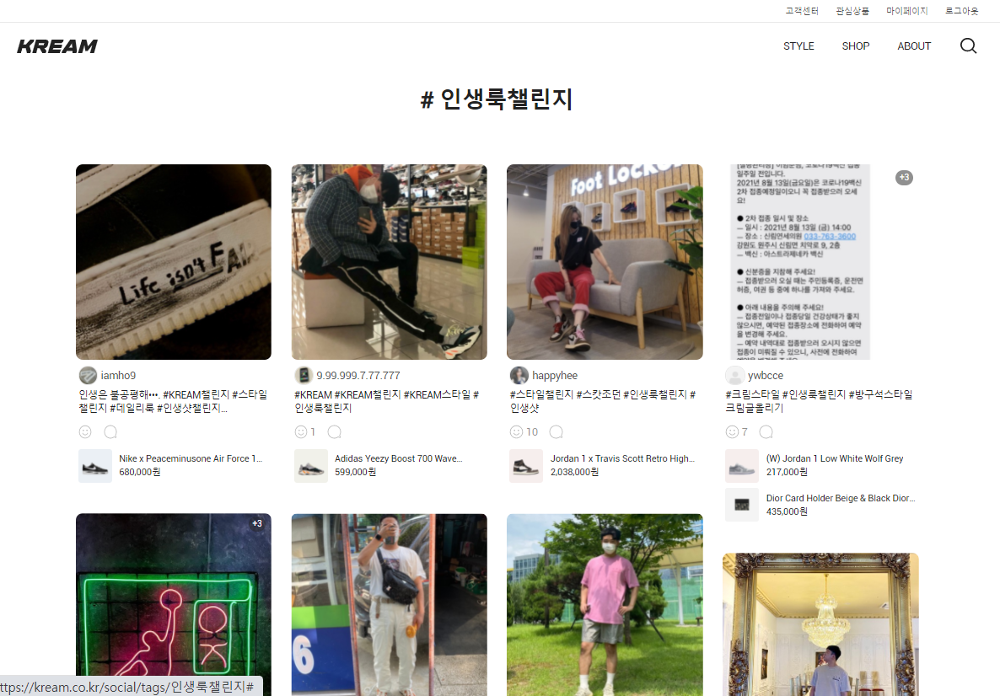 고객센터 관심상품 마이페이지 로그아웃
KREAM STYLE SHOP ABOUT
# 인생룩챌린지
Life isn't FAIR
Foot Locker
일주일 전입니다.
2021년 8월 13일(금요일)은 코로나19백신
2차 접종예정일이오니 꼭 접종받으러 오세
요!
● 2차 접종 일시 및 장소
– 일시 : 2021년 8월 13일 (금) 14:00
– 장소 : 신림연세의원 033-763-3600
강원도 원주시 신림면 치악로 9, 2층
– 백신 : 아스트라제네카 백신
● 신분증을 지참해 주세요!
– 접종받으러 오실 때는 주민등록증, 운전면
허증, 여권 등 중에 하나를 가져와 주세요.
● 아래 내용을 주의해 주세요!
– 접종전일이나 접종당일 건강상태가 좋지
않으시면, 예약된 접종장소에 전화하여 예약
을 변경해 주세요.
– 예약 내역대로 접종받으러 오시지 않으면
접종이 미뤄질 수 있으니, 사전에 전화하여
+3
iamho9
인생은 불공평해•••. #KREAM챌린지 #스타일
챌린지 #데일리룩 #인생샷챌린지...
Nike x Peaceminusone Air Force 1...
680,000원
9.99.999.7.77.777
#KREAM #KREAM챌린지 #KREAM스타일 #
인생룩챌린지
1
Adidas Yeezy Boost 700 Wave...
599,000원
happyhee
#스타일챌린지 #스캇조던 #인생룩챌린지 #
인생샷
10
Jordan 1 x Travis Scott Retro High...
2,038,000원
ywbcce
#크림스타일 #인생룩챌린지 #방구석스타일
크림글올리기
7
(W) Jordan 1 Low White Wolf Grey
217,000원
Dior Card Holder Beige & Black Dior...
435,000원
+3
OK
6
ttps://kream.co.kr/social/tags/인생룩챌린지#